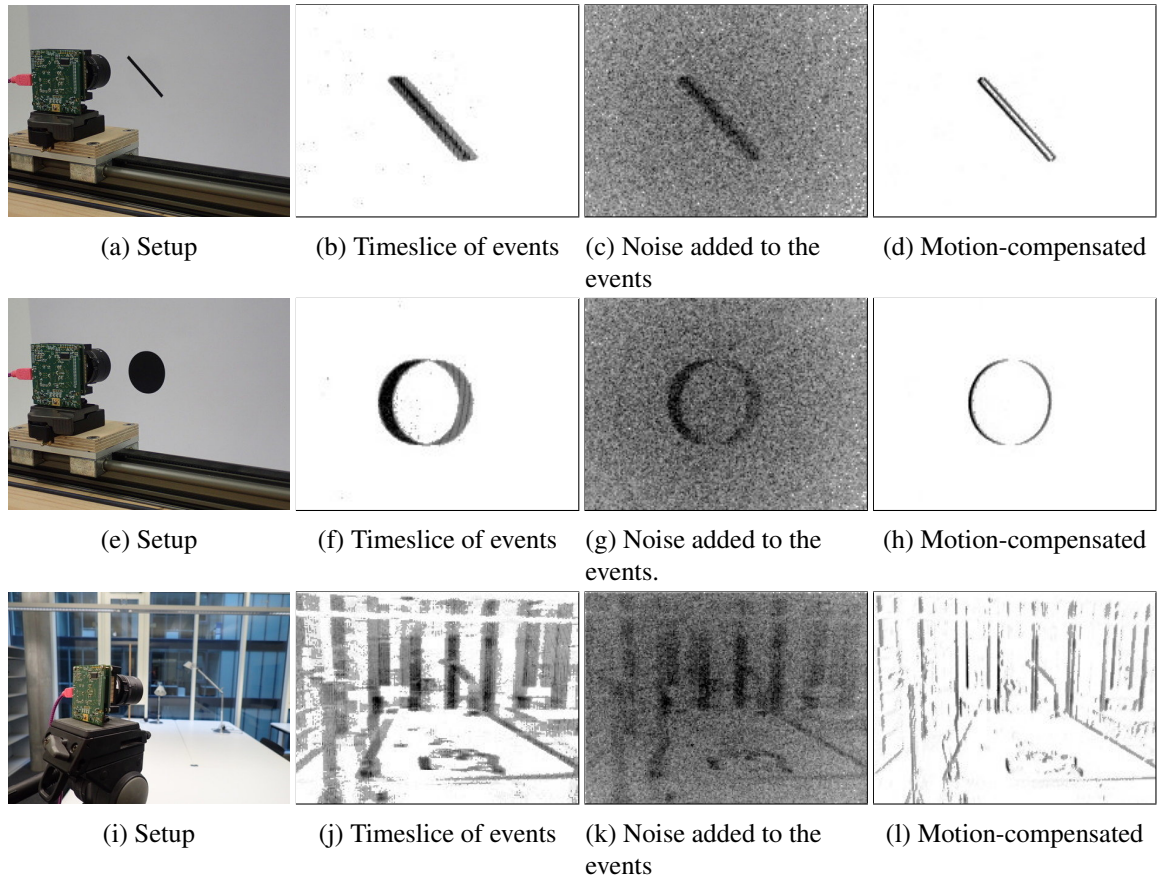 (a) Setup
(b) Timeslice of events
(c) Noise added to the
events
(d) Motion-compensated
(e) Setup
(f) Timeslice of events
(g) Noise added to the
events.
(h) Motion-compensated
(i) Setup
(j) Timeslice of events
(k) Noise added to the
events
(l) Motion-compensated